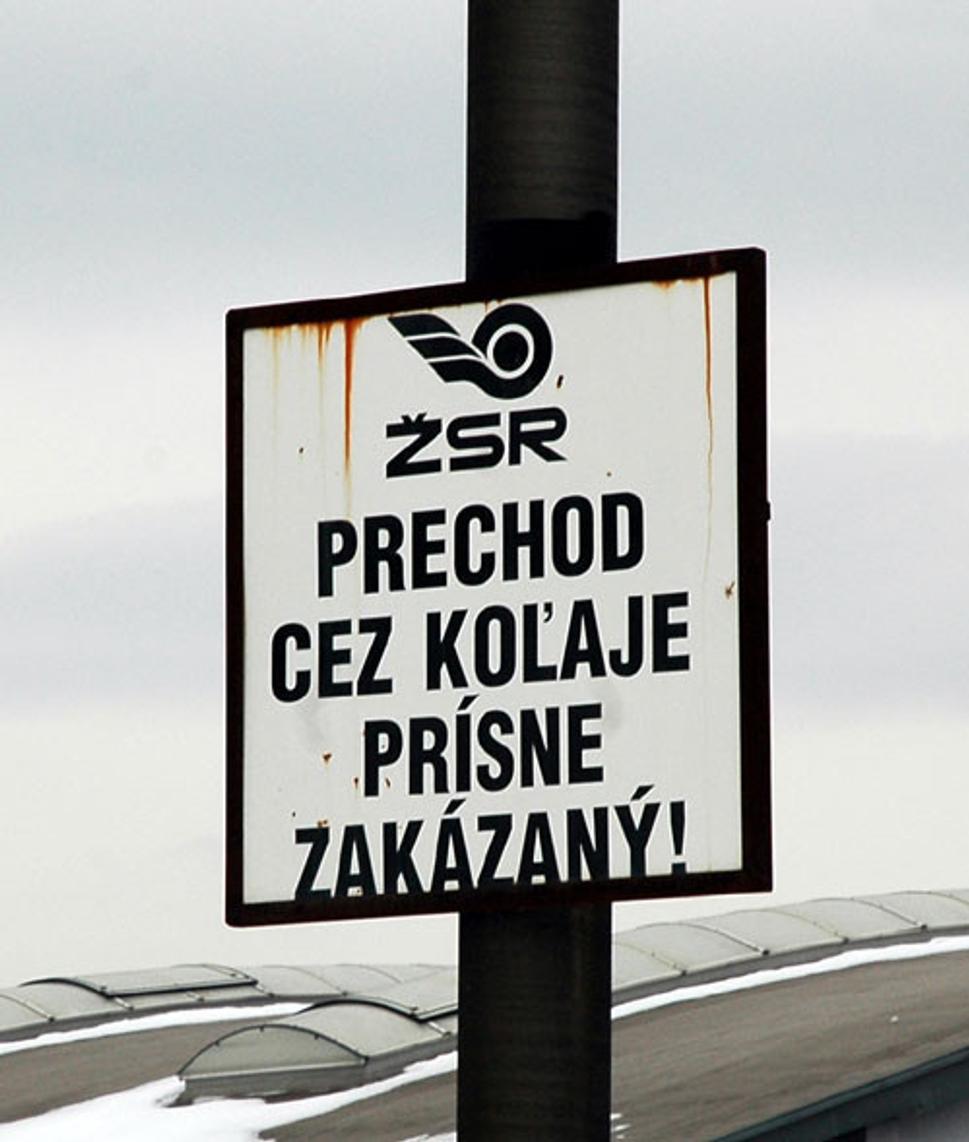 ŽSR
PRECHOD
CEZ KOĽAJE
PRÍSNE
ZAKÁZANÝ!